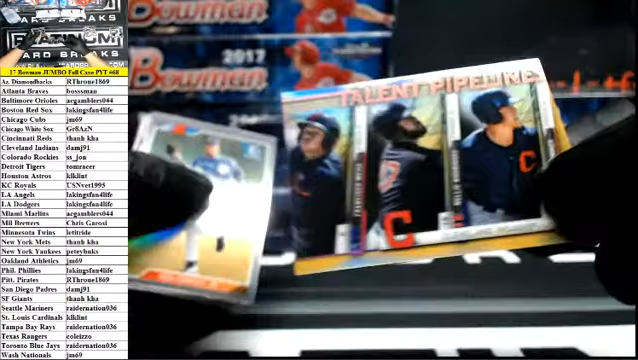 PLATINUM
CARD BREAKS
17 Bowman JUMBO Full Case PYT #68
Az. Diamondbacks RThrone1869
Atlanta Braves bosssman
Baltimore Orioles acgamblers044
Boston Red Sox lakingsfan4life
Chicago Cubs jm69
Chicago White Sox Gr8AzN
Cincinnati Reds thanh kha
Cleveland Indians damj91
Colorado Rockies ss_jon
Detroit Tigers tomracer
Houston Astros klklint
KC Royals USNvet1995
LA Angels lakingsfan4life
LA Dodgers lakingsfan4life
Miami Marlins acgamblers044
Mil Brewers Chris Garosi
Minnesota Twins letitride
New York Mets thanh kha
New York Yankees peteybuks
Oakland Athletics jm69
Phil. Phillies lakingsfan4life
Pitt. Pirates RThrone1869
San Diego Padres damj91
SF Giants thanh kha
Seattle Mariners raidernation036
St. Louis Cardinals klklint
Tampa Bay Rays raidernation036
Texas Rangers coleizzo
Toronto Blue Jays raidernation036
Wash Nationals jm69
Bowman
2017
Bowman
TALENT PIPELINE
C
C